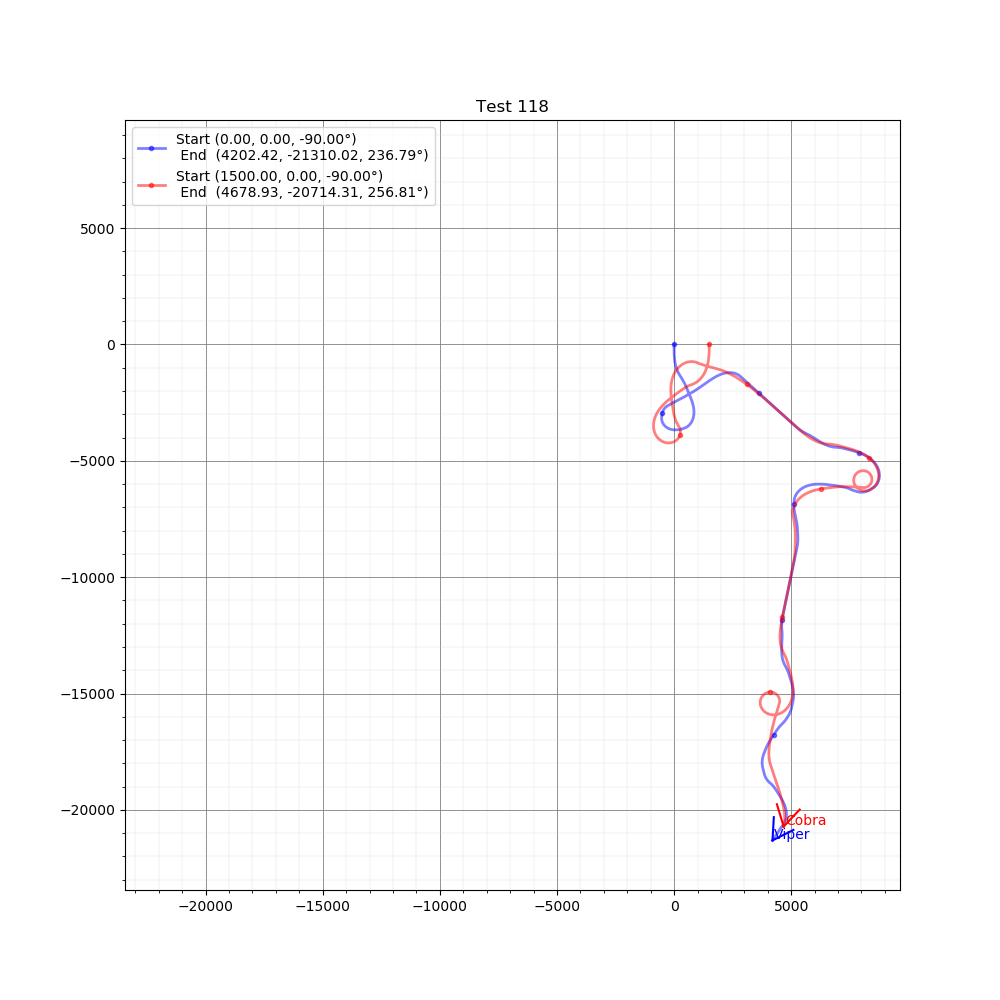 Test 118
Start (0.00, 0.00, -90.00°)
End  (4202.42, -21310.02, 236.79°)
Start (1500.00, 0.00, -90.00°)
End  (4678.93, -20714.31, 256.81°)
5000
0
−5000
−10000
−15000
−20000
Cobra
Viper
−20000
−15000
−10000
−5000
0
5000